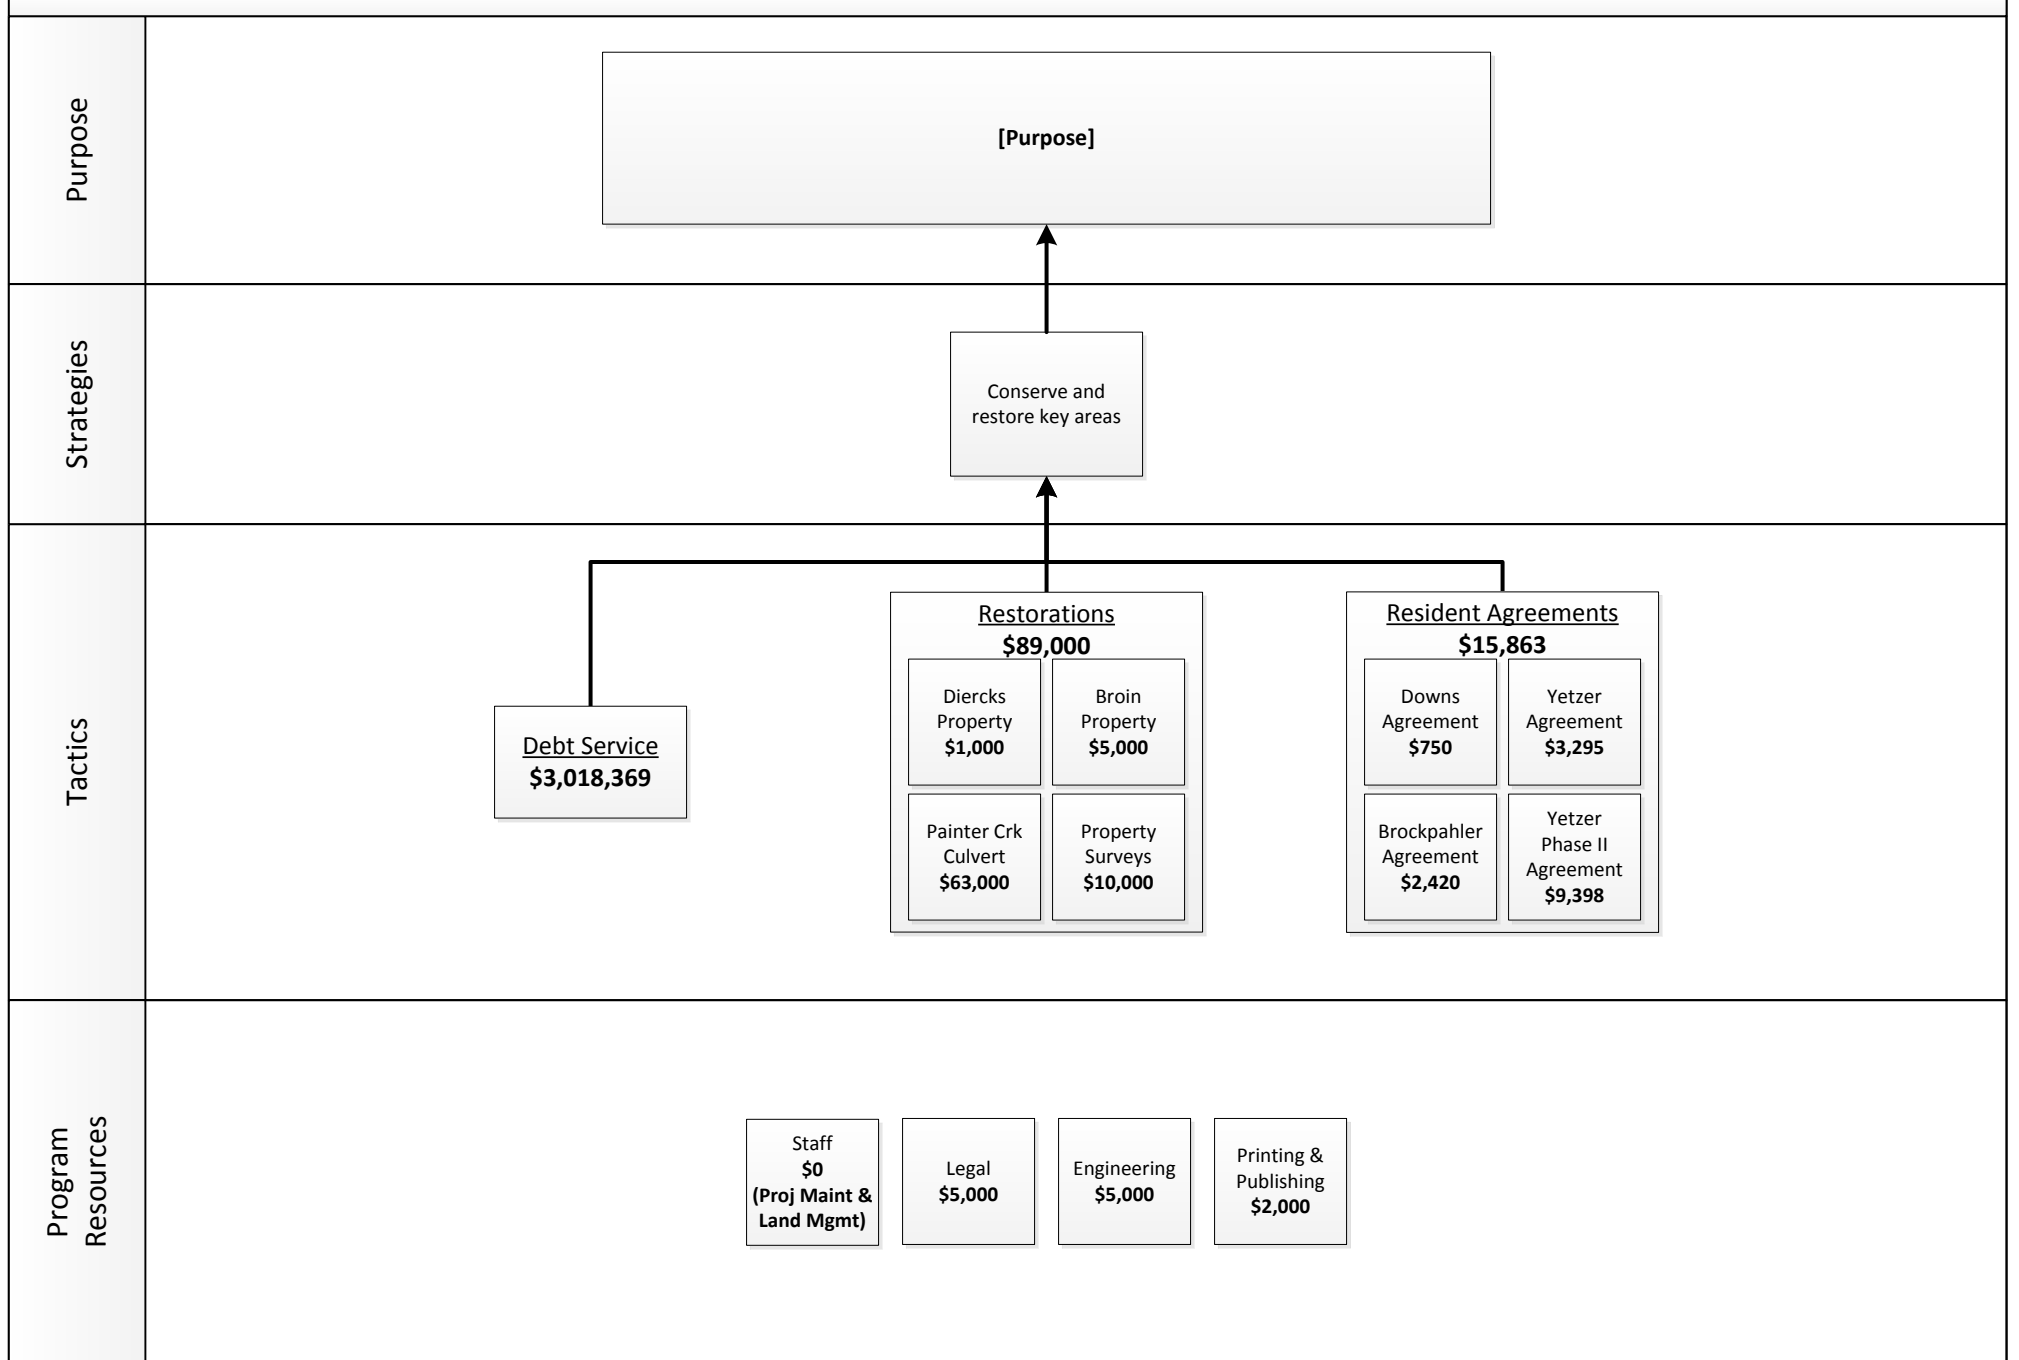 Purpose
[Purpose]
Strategies
Conserve and
restore key areas
Tactics
Debt Service
$3,018,369
Restorations
$89,000
Diercks
Property
$1,000
Broin
Property
$5,000
Painter Crk
Culvert
$63,000
Property
Surveys
$10,000
Resident Agreements
$15,863
Downs
Agreement
$750
Yetzer
Agreement
$3,295
Brockpahler
Agreement
$2,420
Yetzer
Phase II
Agreement
$9,398
Program
Resources
Staff
$0
(Proj Maint &
Land Mgmt)
Legal
$5,000
Engineering
$5,000
Printing &
Publishing
$2,000